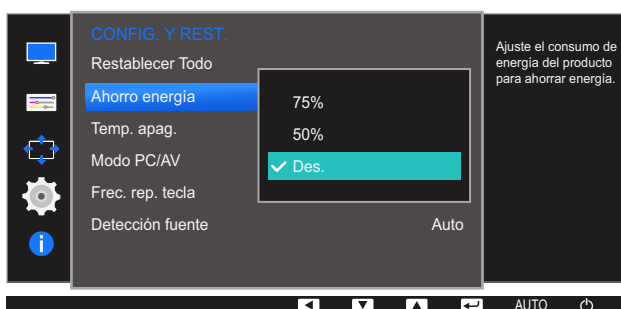 CONFIG. Y REST.
Restablecer Todo
Ahorro energía
Temp. apag.
Modo PC/AV
Frec. rep. tecla
Detección fuente Auto
75%
50%
Des.
Ajuste el consumo de
energía del producto
para ahorrar energía.
AUTO